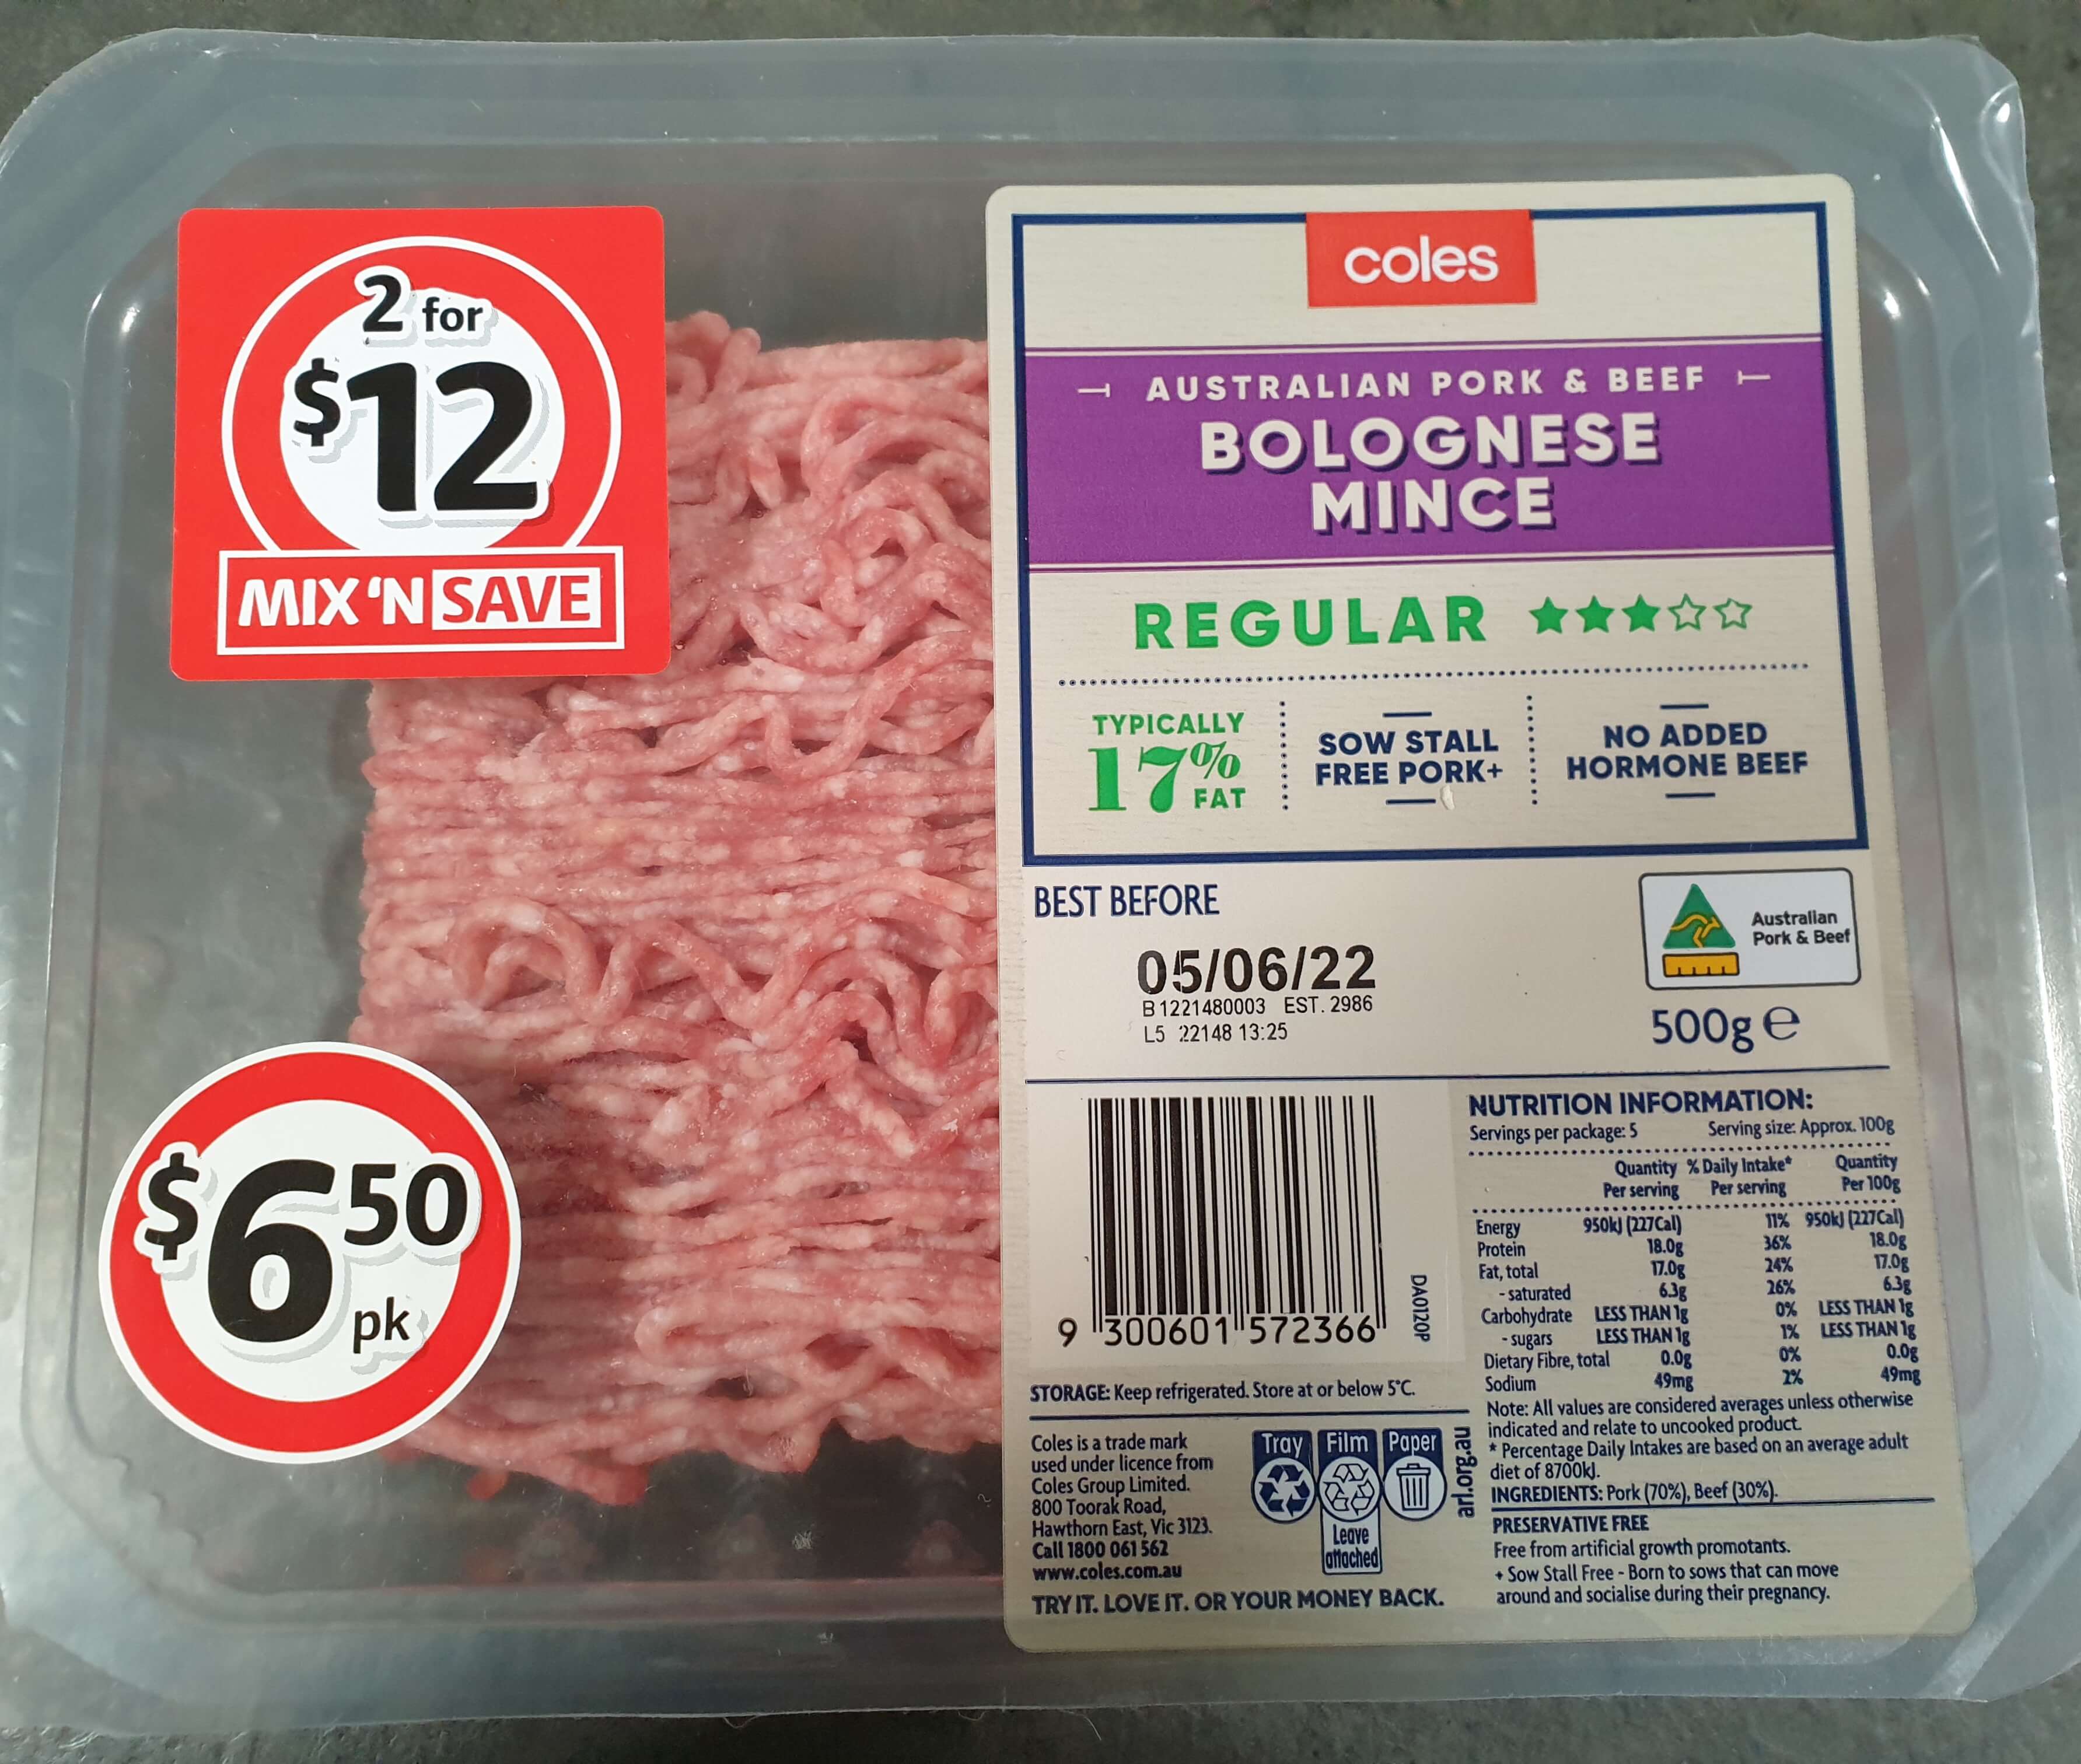 2 for
$12
MIX 'N SAVE
$6 50
pk
coles
AUSTRALIAN PORK & BEEF
BOLOGNESE
MINCE
REGULAR
TYPICALLY
17%
FAT
SOW STALL
FREE PORK+
NO ADDED
HORMONE BEEF
BEST BEFORE
05/06/22
B1221480003 EST. 2986
L5 22148 13:25
Australian
Pork & Beef
500g e
9 300601 572366
DA0120P
STORAGE: Keep refrigerated. Store at or below 5°C.
Coles is a trade mark
used under licence from
Coles Group Limited.
800 Toorak Road,
Hawthorn East, Vic 3123.
Call 1800 061 562
www.coles.com.au
TRY IT. LOVE IT. OR YOUR MONEY BACK.
Tray Film Paper
Leave
attached
arl.org.au
NUTRITION INFORMATION:
Servings per package: 5 Serving size: Approx. 100g
Quantity % Daily Intake* Quantity
Per serving Per serving Per 100g
Energy 950kJ (227Cal) 11% 950kJ (227Cal)
Protein 18.0g 36% 18.0g
Fat, total 17.0g 24% 17.0g
- saturated 6.3g 26% 6.3g
Carbohydrate LESS THAN 1g 0% LESS THAN 1g
- sugars LESS THAN 1g 1% LESS THAN 1g
Dietary Fibre, total 0.0g 0% 0.0g
Sodium 49mg 2% 49mg
Note: All values are considered averages unless otherwise
indicated and relate to uncooked product.
* Percentage Daily Intakes are based on an average adult
diet of 8700kJ.
INGREDIENTS: Pork (70%), Beef (30%).
PRESERVATIVE FREE
Free from artificial growth promotants.
+ Sow Stall Free - Born to sows that can move
around and socialise during their pregnancy.